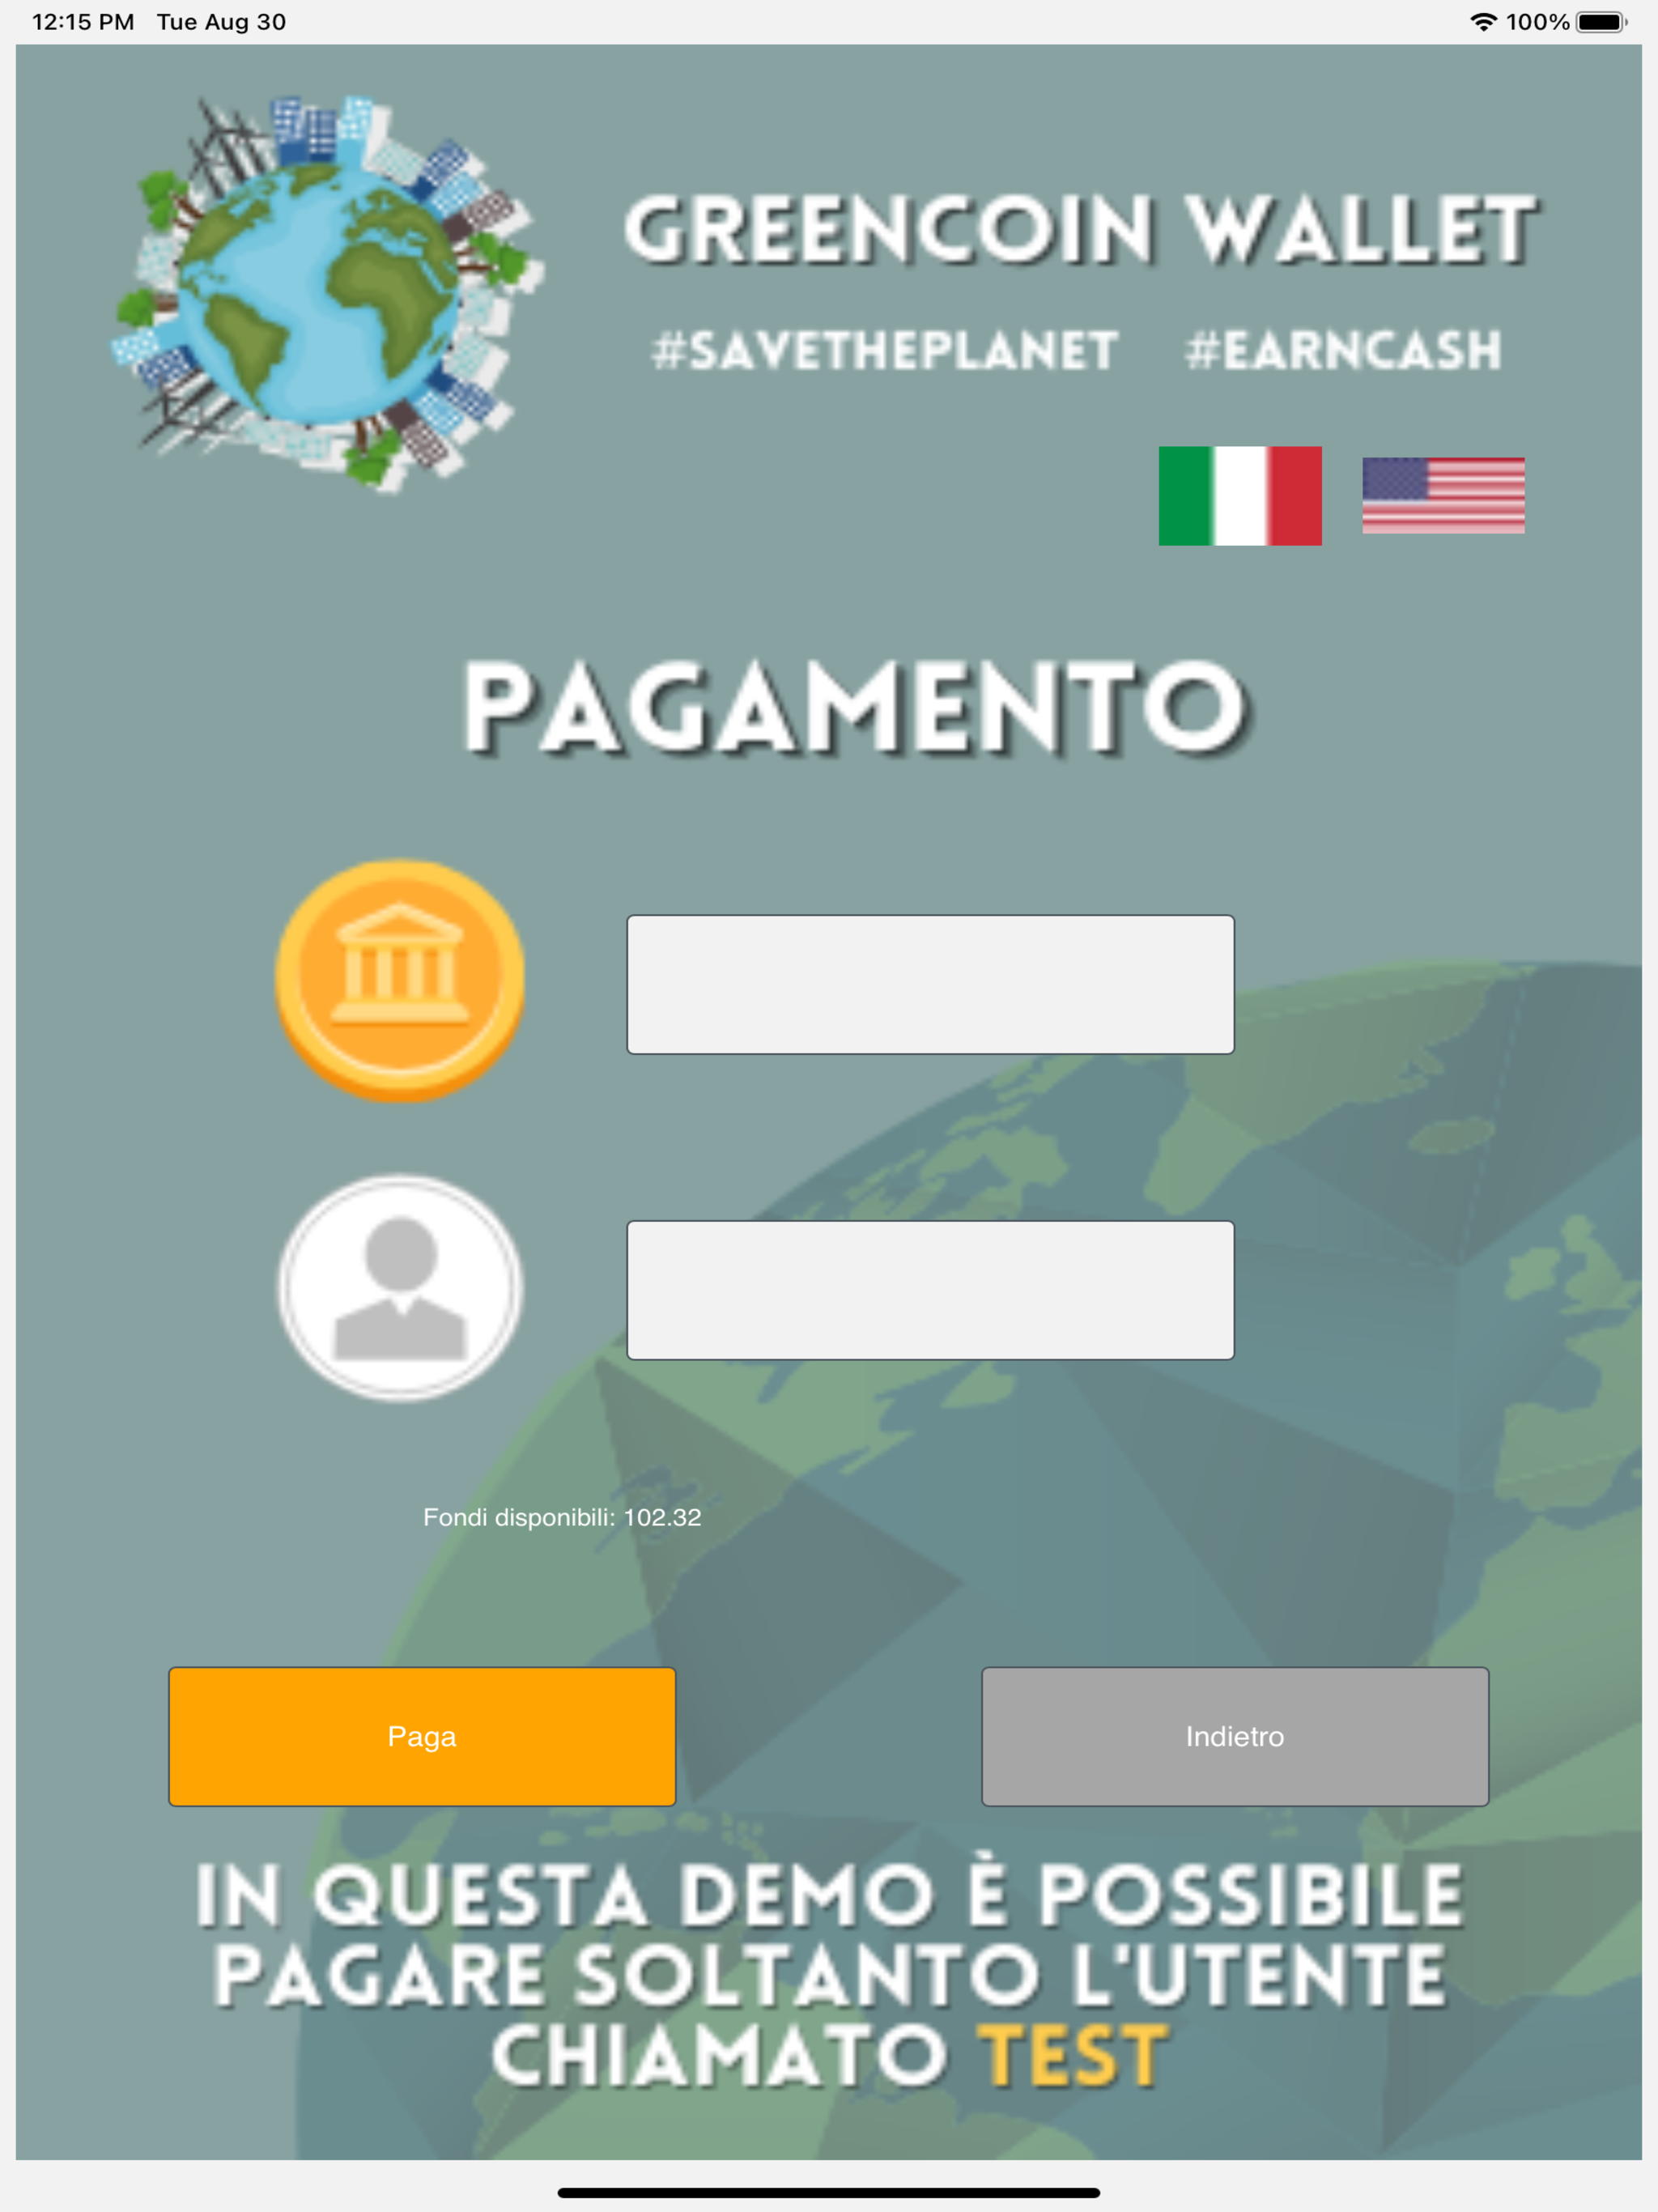 12:15 PM Tue Aug 30
100%
GREENCOIN WALLET
#SAVETHEPLANET #EARNCASH
PAGAMENTO
Fondi disponibili: 102.32
Paga
Indietro
IN QUESTA DEMO È POSSIBILE
PAGARE SOLTANTO L'UTENTE
CHIAMATO TEST